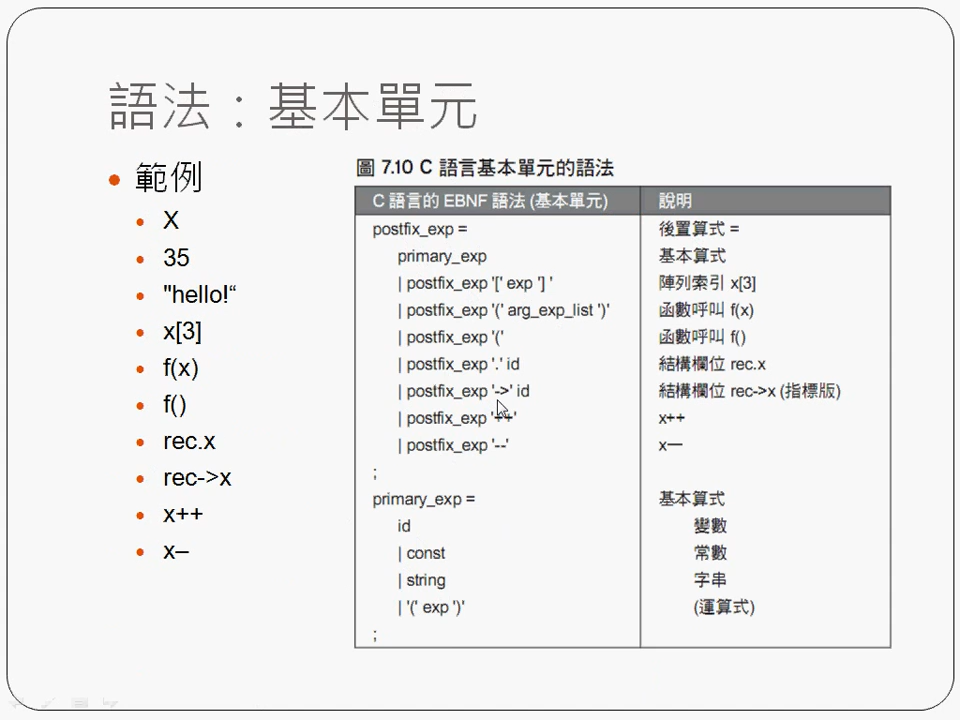 語法：基本單元
範例
X
35
"hello!“
x[3]
f(x)
f()
rec.x
rec->x
x++
x–
圖 7.10 C 語言基本單元的語法
C 語言的 EBNF 語法 (基本單元) 說明
postfix_exp = 後置算式 =
primary_exp 基本算式
| postfix_exp '[' exp ']' 陣列索引 x[3]
| postfix_exp '(' arg_exp_list ')' 函數呼叫 f(x)
| postfix_exp '(' 函數呼叫 f()
| postfix_exp '.' id 結構欄位 rec.x
| postfix_exp '->' id 結構欄位 rec->x (指標版)
| postfix_exp '++' x++
| postfix_exp '--' x—
;
primary_exp = 基本算式
id 變數
| const 常數
| string 字串
| '(' exp ')' (運算式)
;